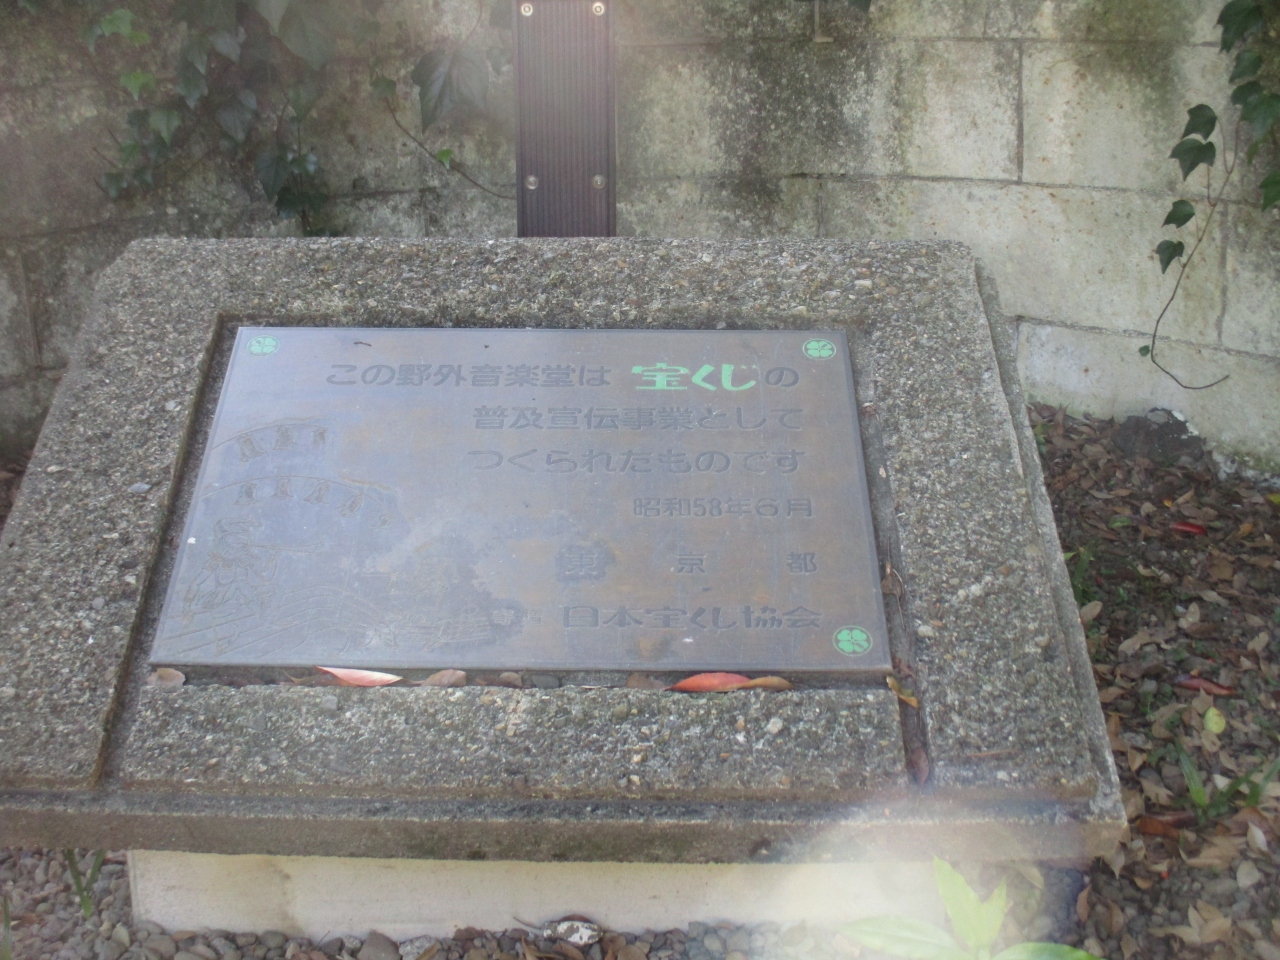 この野外音楽堂は 宝くじの
普及宣伝事業として
つくられたものです
昭和58年6月
東 京 都
日本宝くじ協会